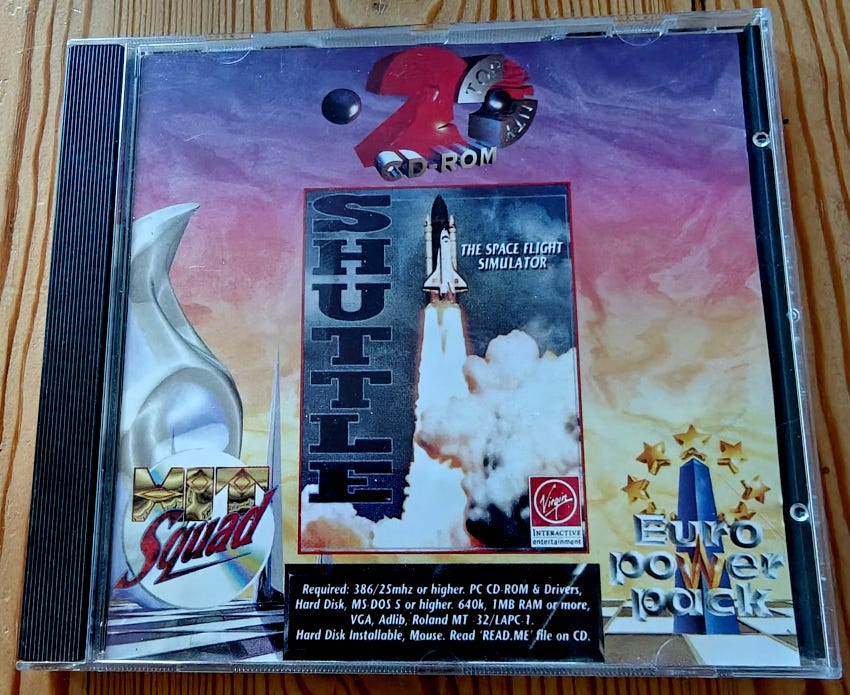 TOP
CD-ROM
SHUTTLE
THE SPACE FLIGHT
SIMULATOR
Virgin
INTERACTIVE
entertainment
HIT
Squad
Euro
power
pack
Required: 386/25mhz or higher. PC CD-ROM & Drivers,
Hard Disk, MS-DOS 5 or higher. 640k, 1MB RAM or more,
VGA, Adlib, Roland MT -32/LAPC-1.
Hard Disk Installable, Mouse. Read 'READ.ME' file on CD.